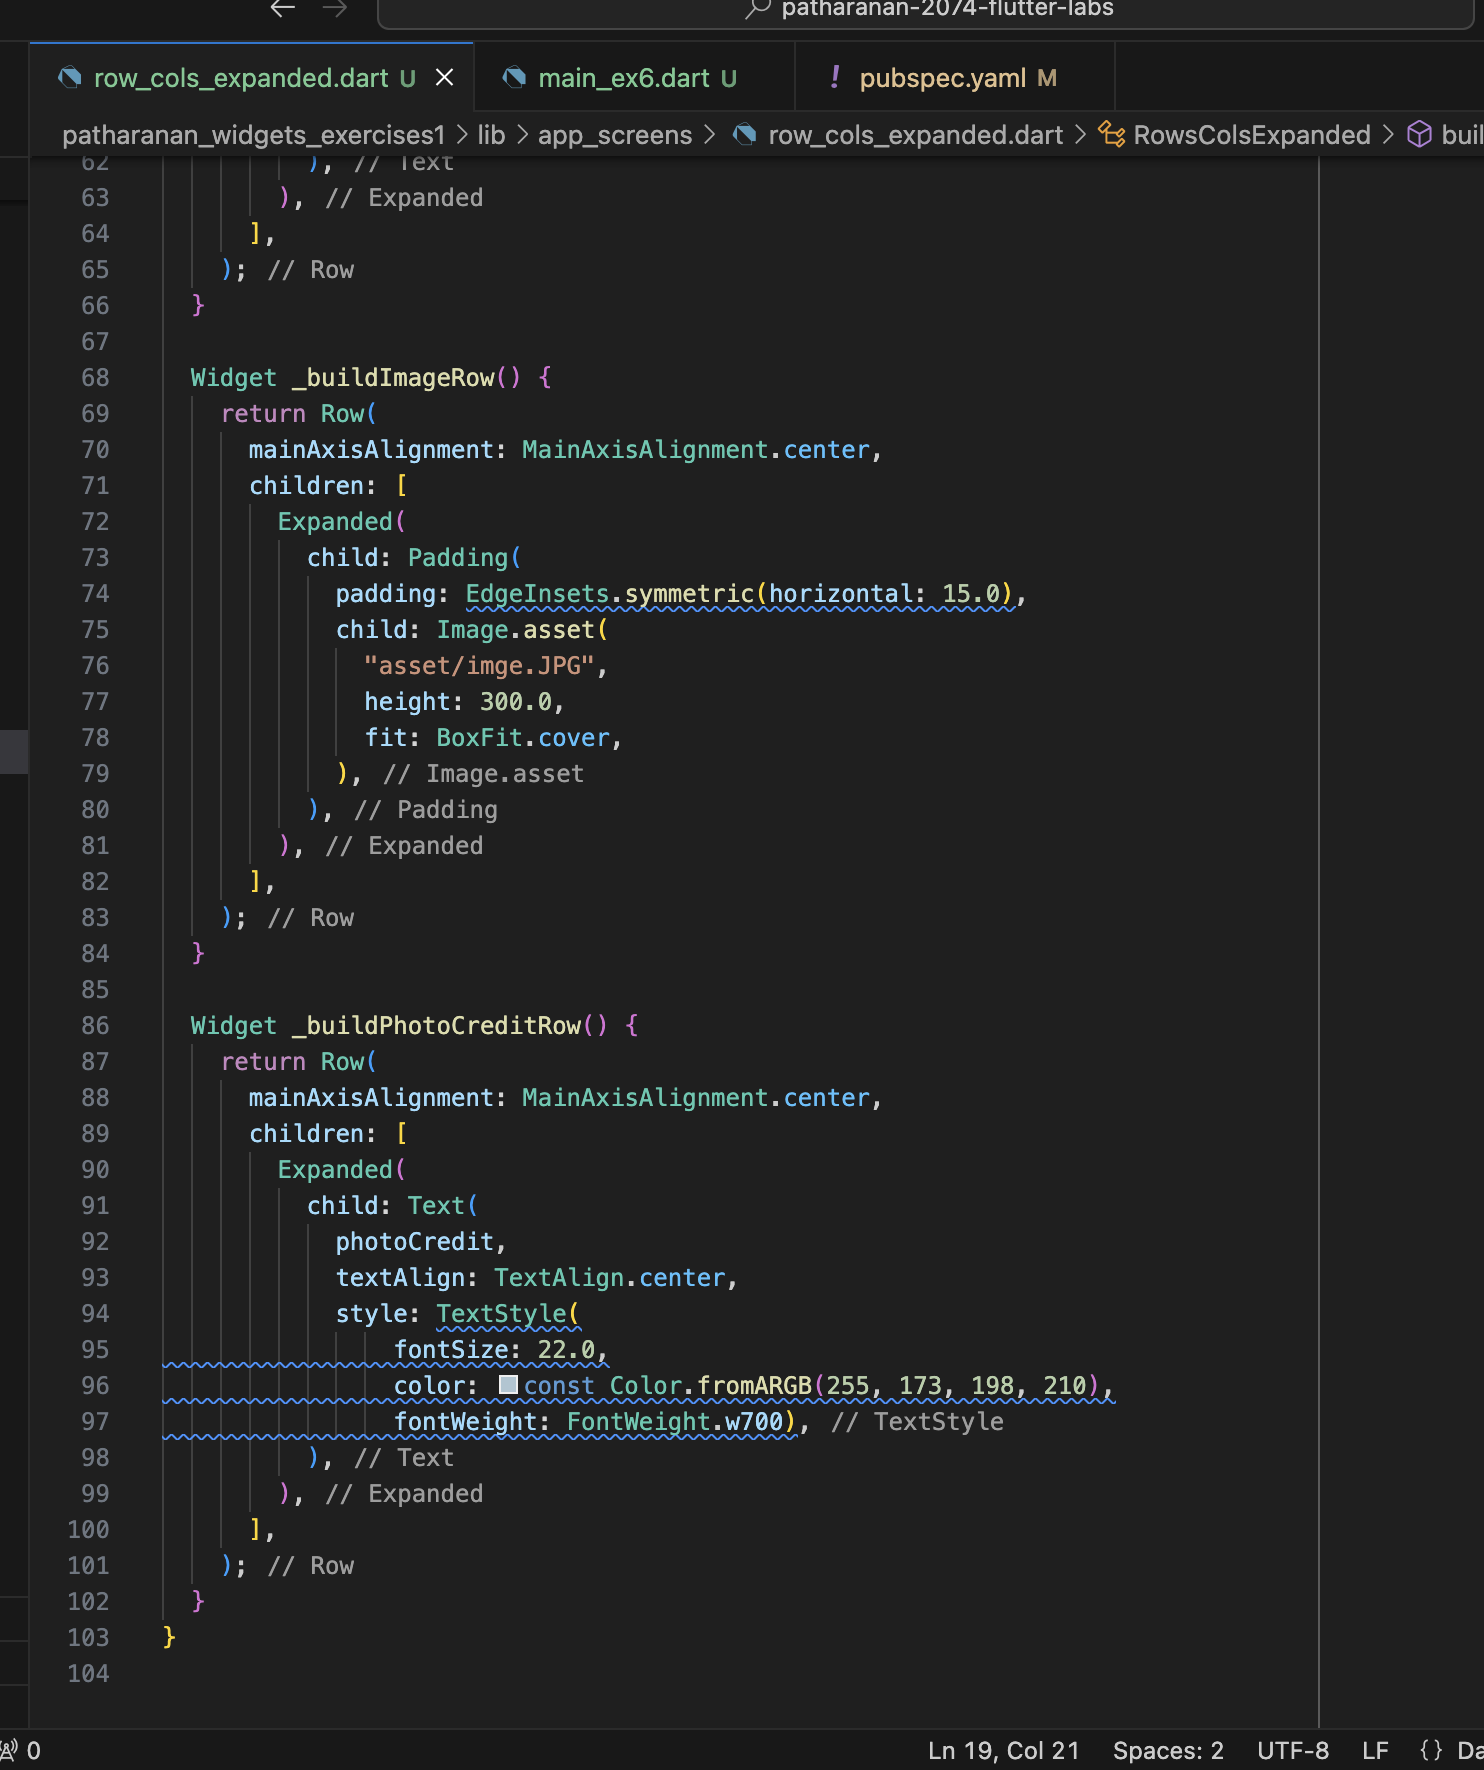 patharanan-2074-flutter-labs
row_cols_expanded.dart U
main_ex6.dart U
! pubspec.yaml M
patharanan_widgets_exercises1 > lib > app_screens > row_cols_expanded.dart > RowsColsExpanded > buil
62 ), // Text
63 ), // Expanded
64 ],
65 ); // Row
66 }
67
68 Widget _buildImageRow() {
69 return Row(
70 mainAxisAlignment: MainAxisAlignment.center,
71 children: [
72 Expanded(
73 child: Padding(
74 padding: EdgeInsets.symmetric(horizontal: 15.0),
75 child: Image.asset(
76 "asset/imge.JPG",
77 height: 300.0,
78 fit: BoxFit.cover,
79 ), // Image.asset
80 ), // Padding
81 ), // Expanded
82 ],
83 ); // Row
84 }
85
86 Widget _buildPhotoCreditRow() {
87 return Row(
88 mainAxisAlignment: MainAxisAlignment.center,
89 children: [
90 Expanded(
91 child: Text(
92 photoCredit,
93 textAlign: TextAlign.center,
94 style: TextStyle(
95 fontSize: 22.0,
96 color: const Color.fromARGB(255, 173, 198, 210),
97 fontWeight: FontWeight.w700), // TextStyle
98 ), // Text
99 ), // Expanded
100 ],
101 ); // Row
102 }
103 }
104
0 Ln 19, Col 21 Spaces: 2 UTF-8 LF {} Da